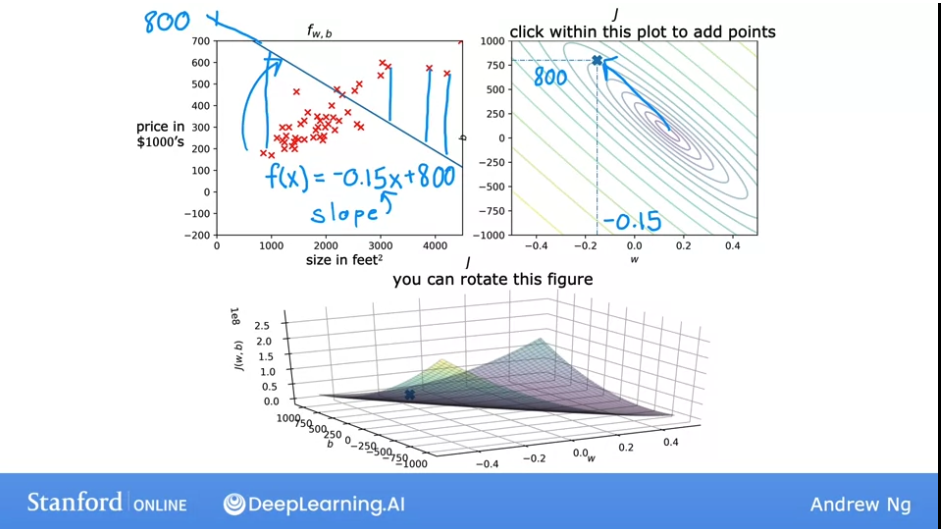 800
f w,b
700
600
500
400
300
200
100
0
−100
−200
price in
$1000's
f(x) = -0.15x+800
slope
0 1000 2000 3000 4000
size in feet²
J
click within this plot to add points
1000
750
500
250
0
−250
−500
−750
−1000
b
800
-0.15
−0.4 −0.2 0.0 0.2 0.4
w
J
you can rotate this figure
1e8
J(w, b)
2.5
2.0
1.5
1.0
0.5
0.0
1000
750
500
250
0
−250
−500
−750
−1000
b
−0.4 −0.2 0.0 0.2 0.4
w
Stanford ONLINE DeepLearning.AI Andrew Ng